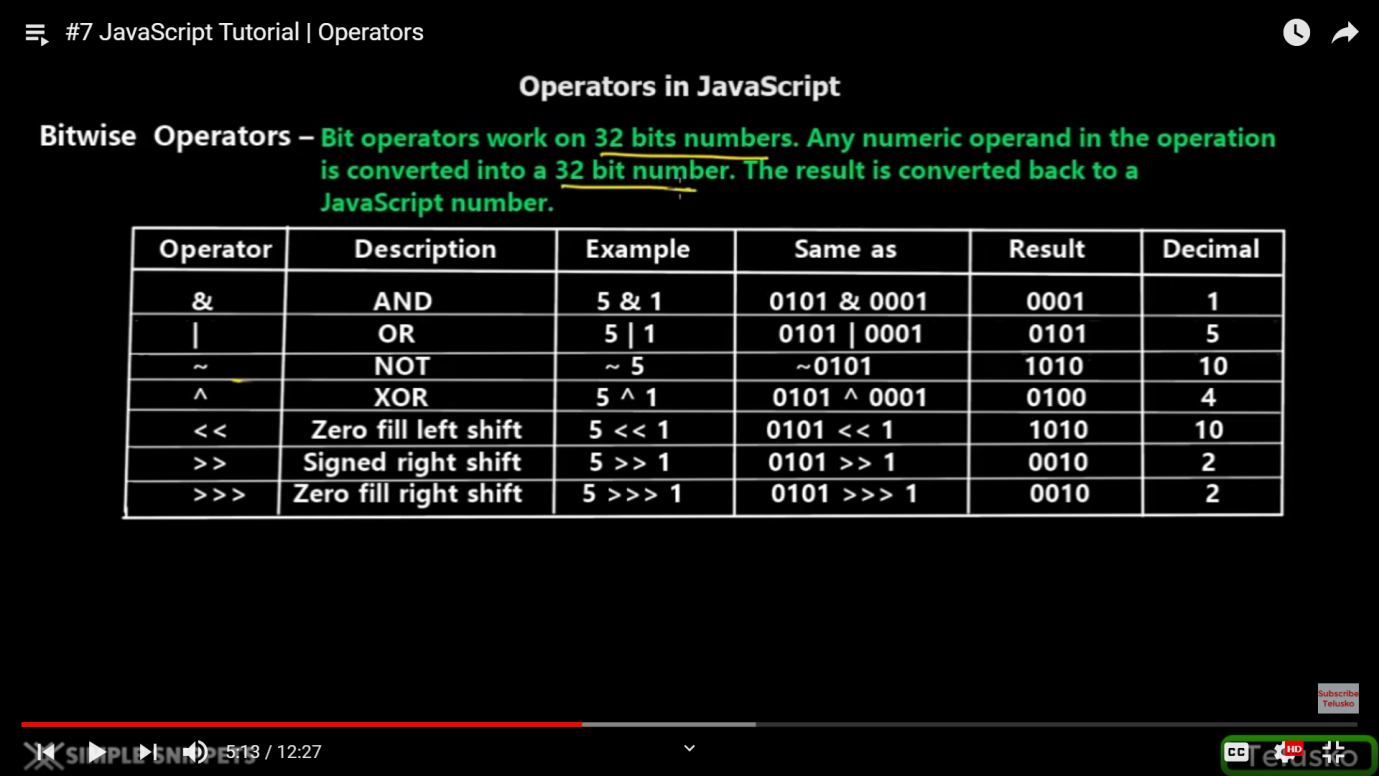 #7 JavaScript Tutorial | Operators
Operators in JavaScript
Bitwise Operators – Bit operators work on 32 bits numbers. Any numeric operand in the operation
is converted into a 32 bit number. The result is converted back to a
JavaScript number.
Operator Description Example Same as Result Decimal
& AND 5 & 1 0101 & 0001 0001 1
| OR 5 | 1 0101 | 0001 0101 5
~ NOT ~ 5 ~0101 1010 10
^ XOR 5 ^ 1 0101 ^ 0001 0100 4
<< Zero fill left shift 5 << 1 0101 << 1 1010 10
>> Signed right shift 5 >> 1 0101 >> 1 0010 2
>>> Zero fill right shift 5 >>> 1 0101 >>> 1 0010 2
Subscribe
Telusko
SIMPLE SNIPPETS
5:13 / 12:27
CC
HD
Telusko